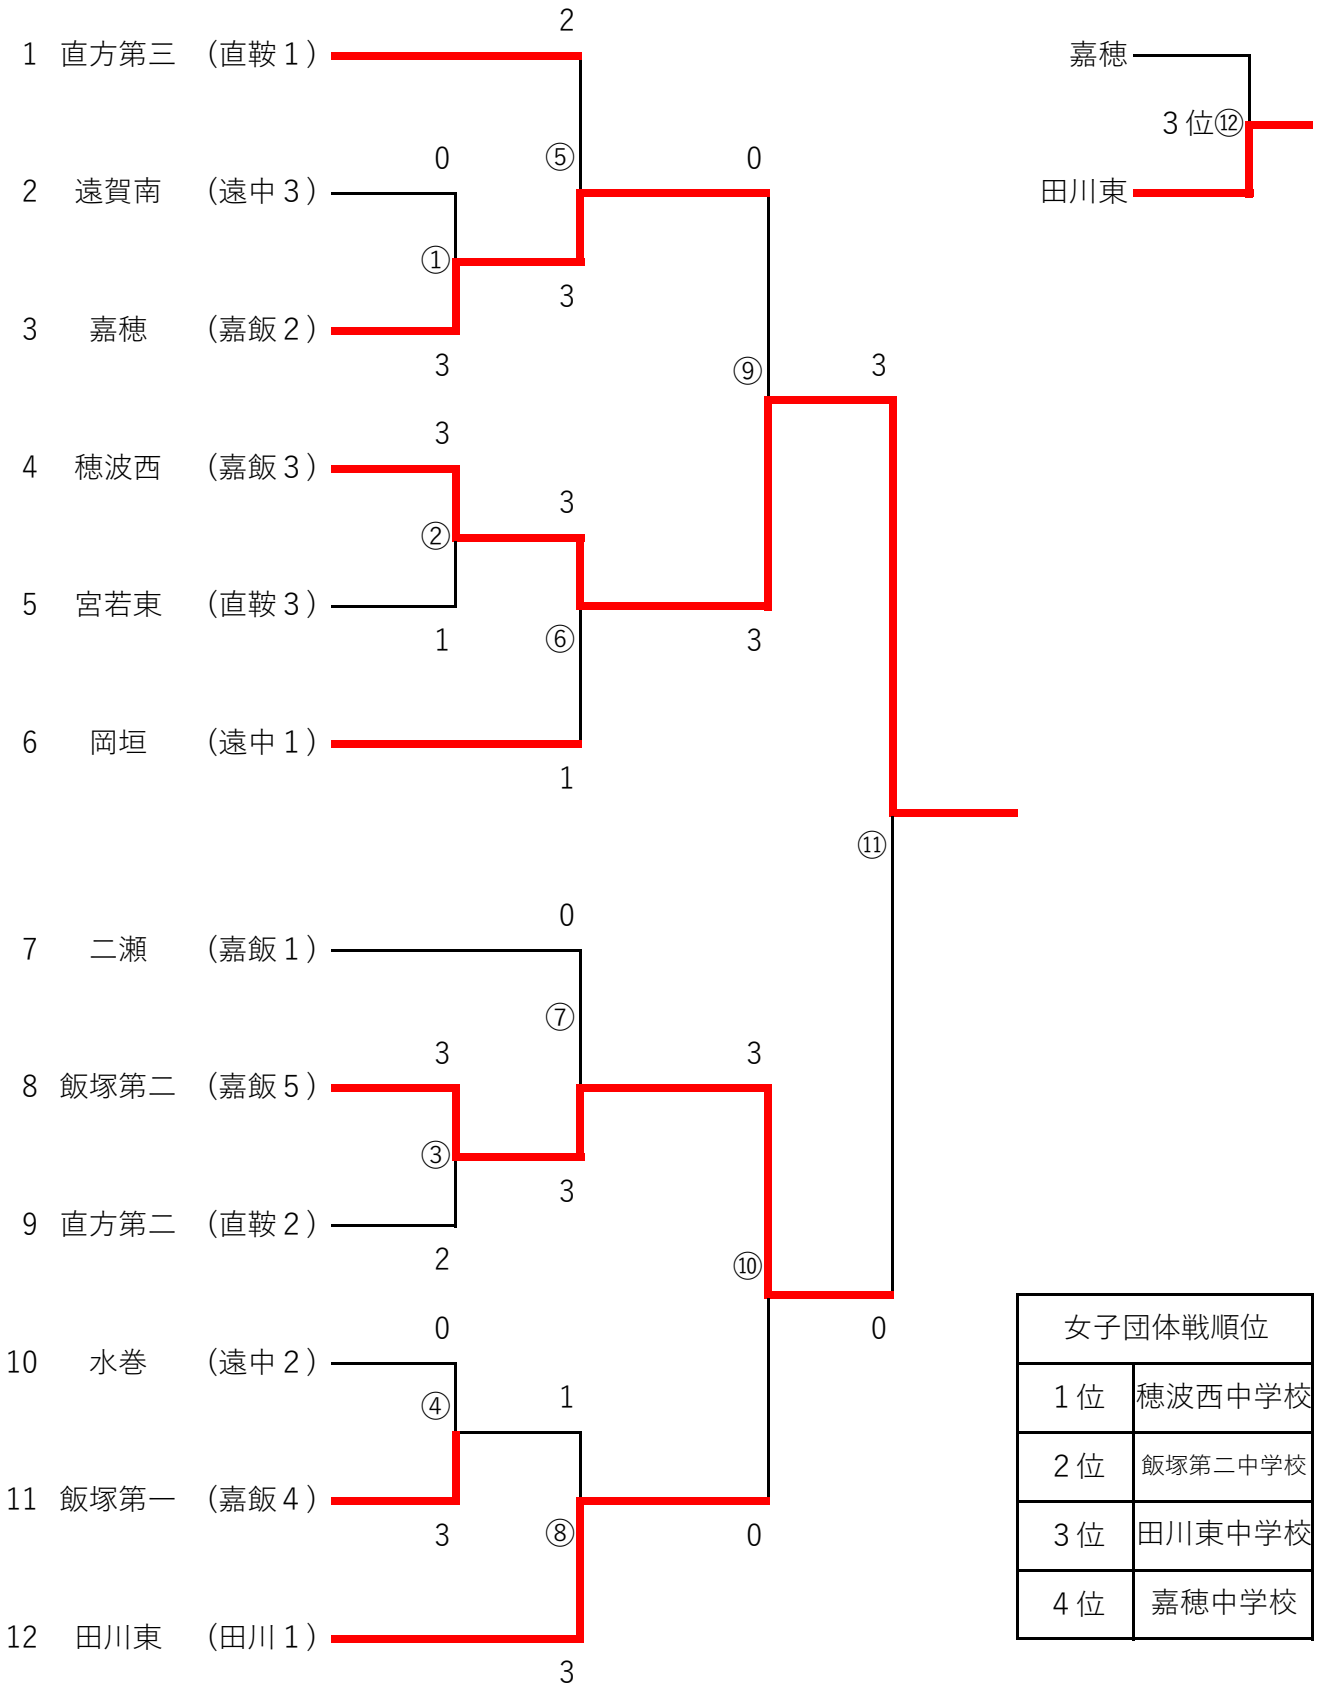 2
1 直方第三 （直鞍１）
嘉穂
３位⑫
0
⑤
0
2 遠賀南 （遠中３）
田川東
①
3
3 嘉穂 （嘉飯２）
3
⑨
3
3
4 穂波西 （嘉飯３）
3
②
5 宮若東 （直鞍３）
1
⑥
3
6 岡垣 （遠中１）
1
⑪
0
7 二瀬 （嘉飯１）
⑦
3
3
8 飯塚第二 （嘉飯５）
③
3
9 直方第二 （直鞍２）
2
⑩
0
0
10 水巻 （遠中２）
④
1
11 飯塚第一 （嘉飯４）
3
⑧
0
12 田川東 （田川１）
3
女子団体戦順位
１位 穂波西中学校
２位 飯塚第二中学校
３位 田川東中学校
４位 嘉穂中学校